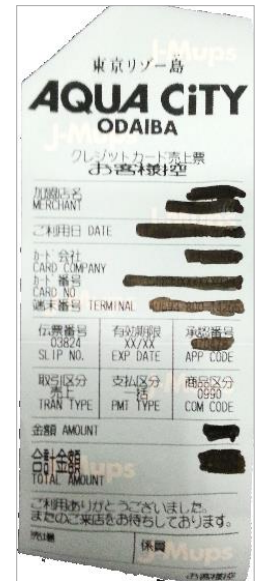 東京リゾート島
AQUA CiTY
ODAIBA
クレジットカード売上票
お客様控
加盟店名
MERCHANT
ご利用日 DATE
カード会社
CARD COMPANY
カード番号
CARD NO
端末番号 TERMINAL
伝票番号 有効期限 承認番号
03824 XX/XX
SLIP NO. EXP DATE APP CODE
取引区分 支払区分 商品区分
売上 一括 0990
TRAN TYPE PMT TYPE COM CODE
金額 AMOUNT
合計金額
TOTAL AMOUNT
ご利用ありがとうございました。
またのご来店をお待ちしております。
係員
お客様控
J-Mups